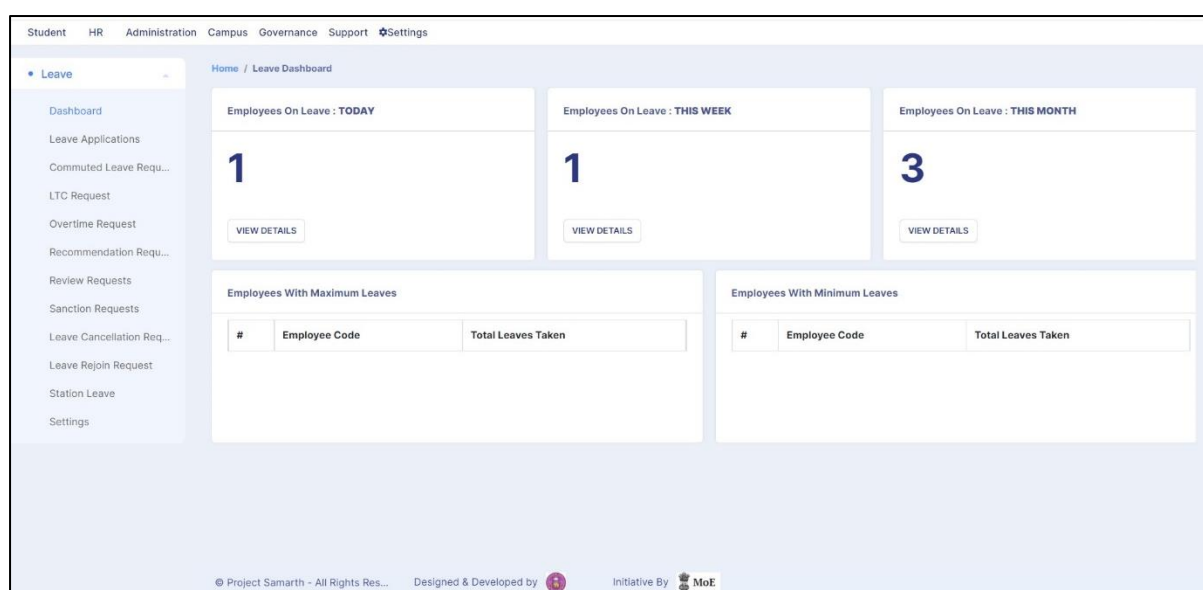 Student HR Administration Campus Governance Support Settings
Leave
Home / Leave Dashboard
Dashboard
Leave Applications
Commuted Leave Requ...
LTC Request
Overtime Request
Recommendation Requ...
Review Requests
Sanction Requests
Leave Cancellation Req...
Leave Rejoin Request
Station Leave
Settings
Employees On Leave : TODAY
1
VIEW DETAILS
Employees On Leave : THIS WEEK
1
VIEW DETAILS
Employees On Leave : THIS MONTH
3
VIEW DETAILS
Employees With Maximum Leaves
# Employee Code Total Leaves Taken
Employees With Minimum Leaves
# Employee Code Total Leaves Taken
© Project Samarth - All Rights Res... Designed & Developed by Initiative By MoE